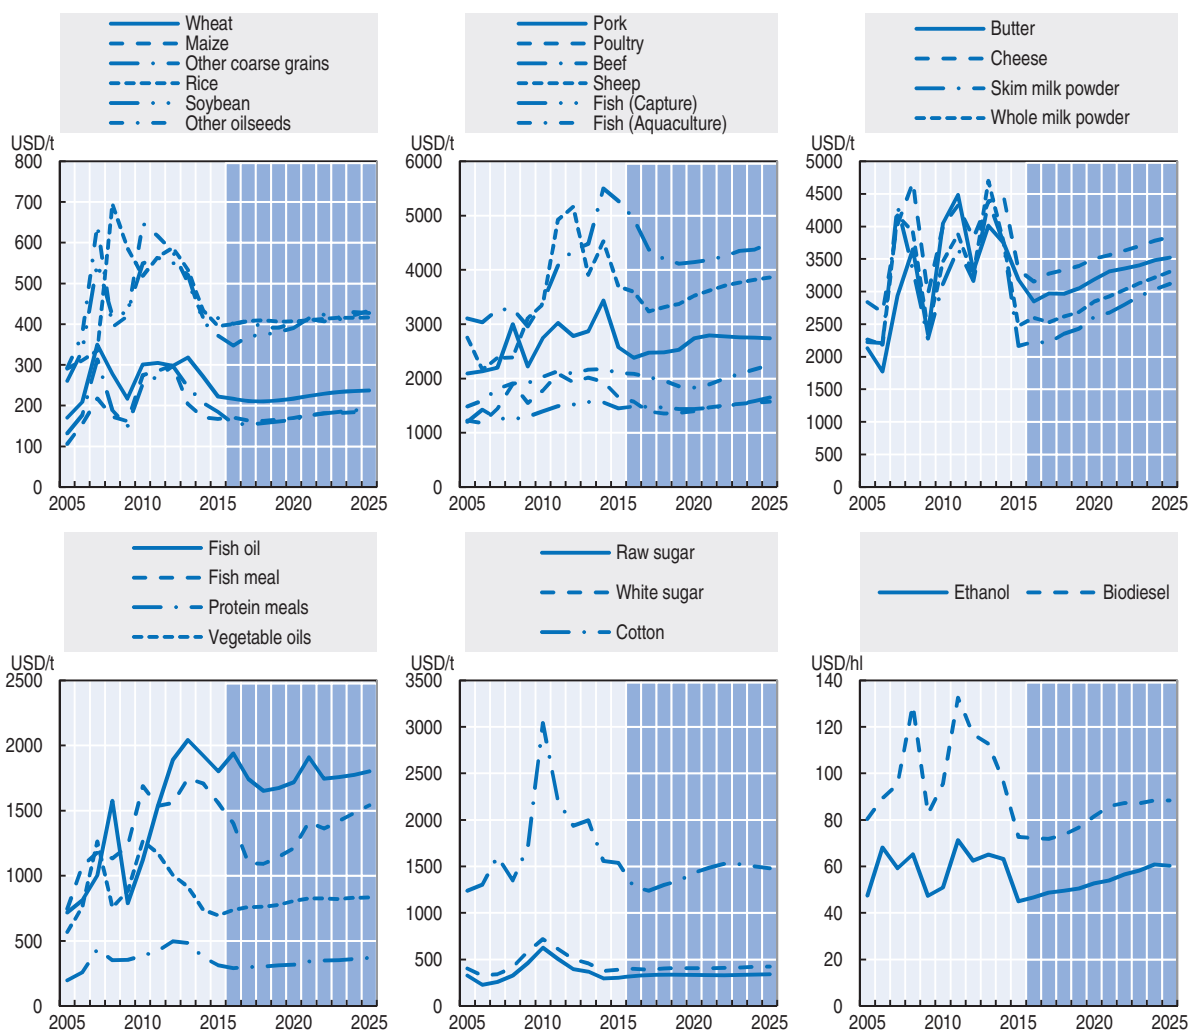 Wheat
Maize
Other coarse grains
Rice
Soybean
Other oilseeds
USD/t
800
700
600
500
400
300
200
100
0
2005 2010 2015 2020 2025
Pork
Poultry
Beef
Sheep
Fish (Capture)
Fish (Aquaculture)
USD/t
6000
5000
4000
3000
2000
1000
0
2005 2010 2015 2020 2025
Butter
Cheese
Skim milk powder
Whole milk powder
USD/t
5000
4500
4000
3500
3000
2500
2000
1500
1000
500
0
2005 2010 2015 2020 2025
Fish oil
Fish meal
Protein meals
Vegetable oils
USD/t
2500
2000
1500
1000
500
0
2005 2010 2015 2020 2025
Raw sugar
White sugar
Cotton
USD/t
3500
3000
2500
2000
1500
1000
500
0
2005 2010 2015 2020 2025
Ethanol Biodiesel
USD/hl
140
120
100
80
60
40
20
0
2005 2010 2015 2020 2025